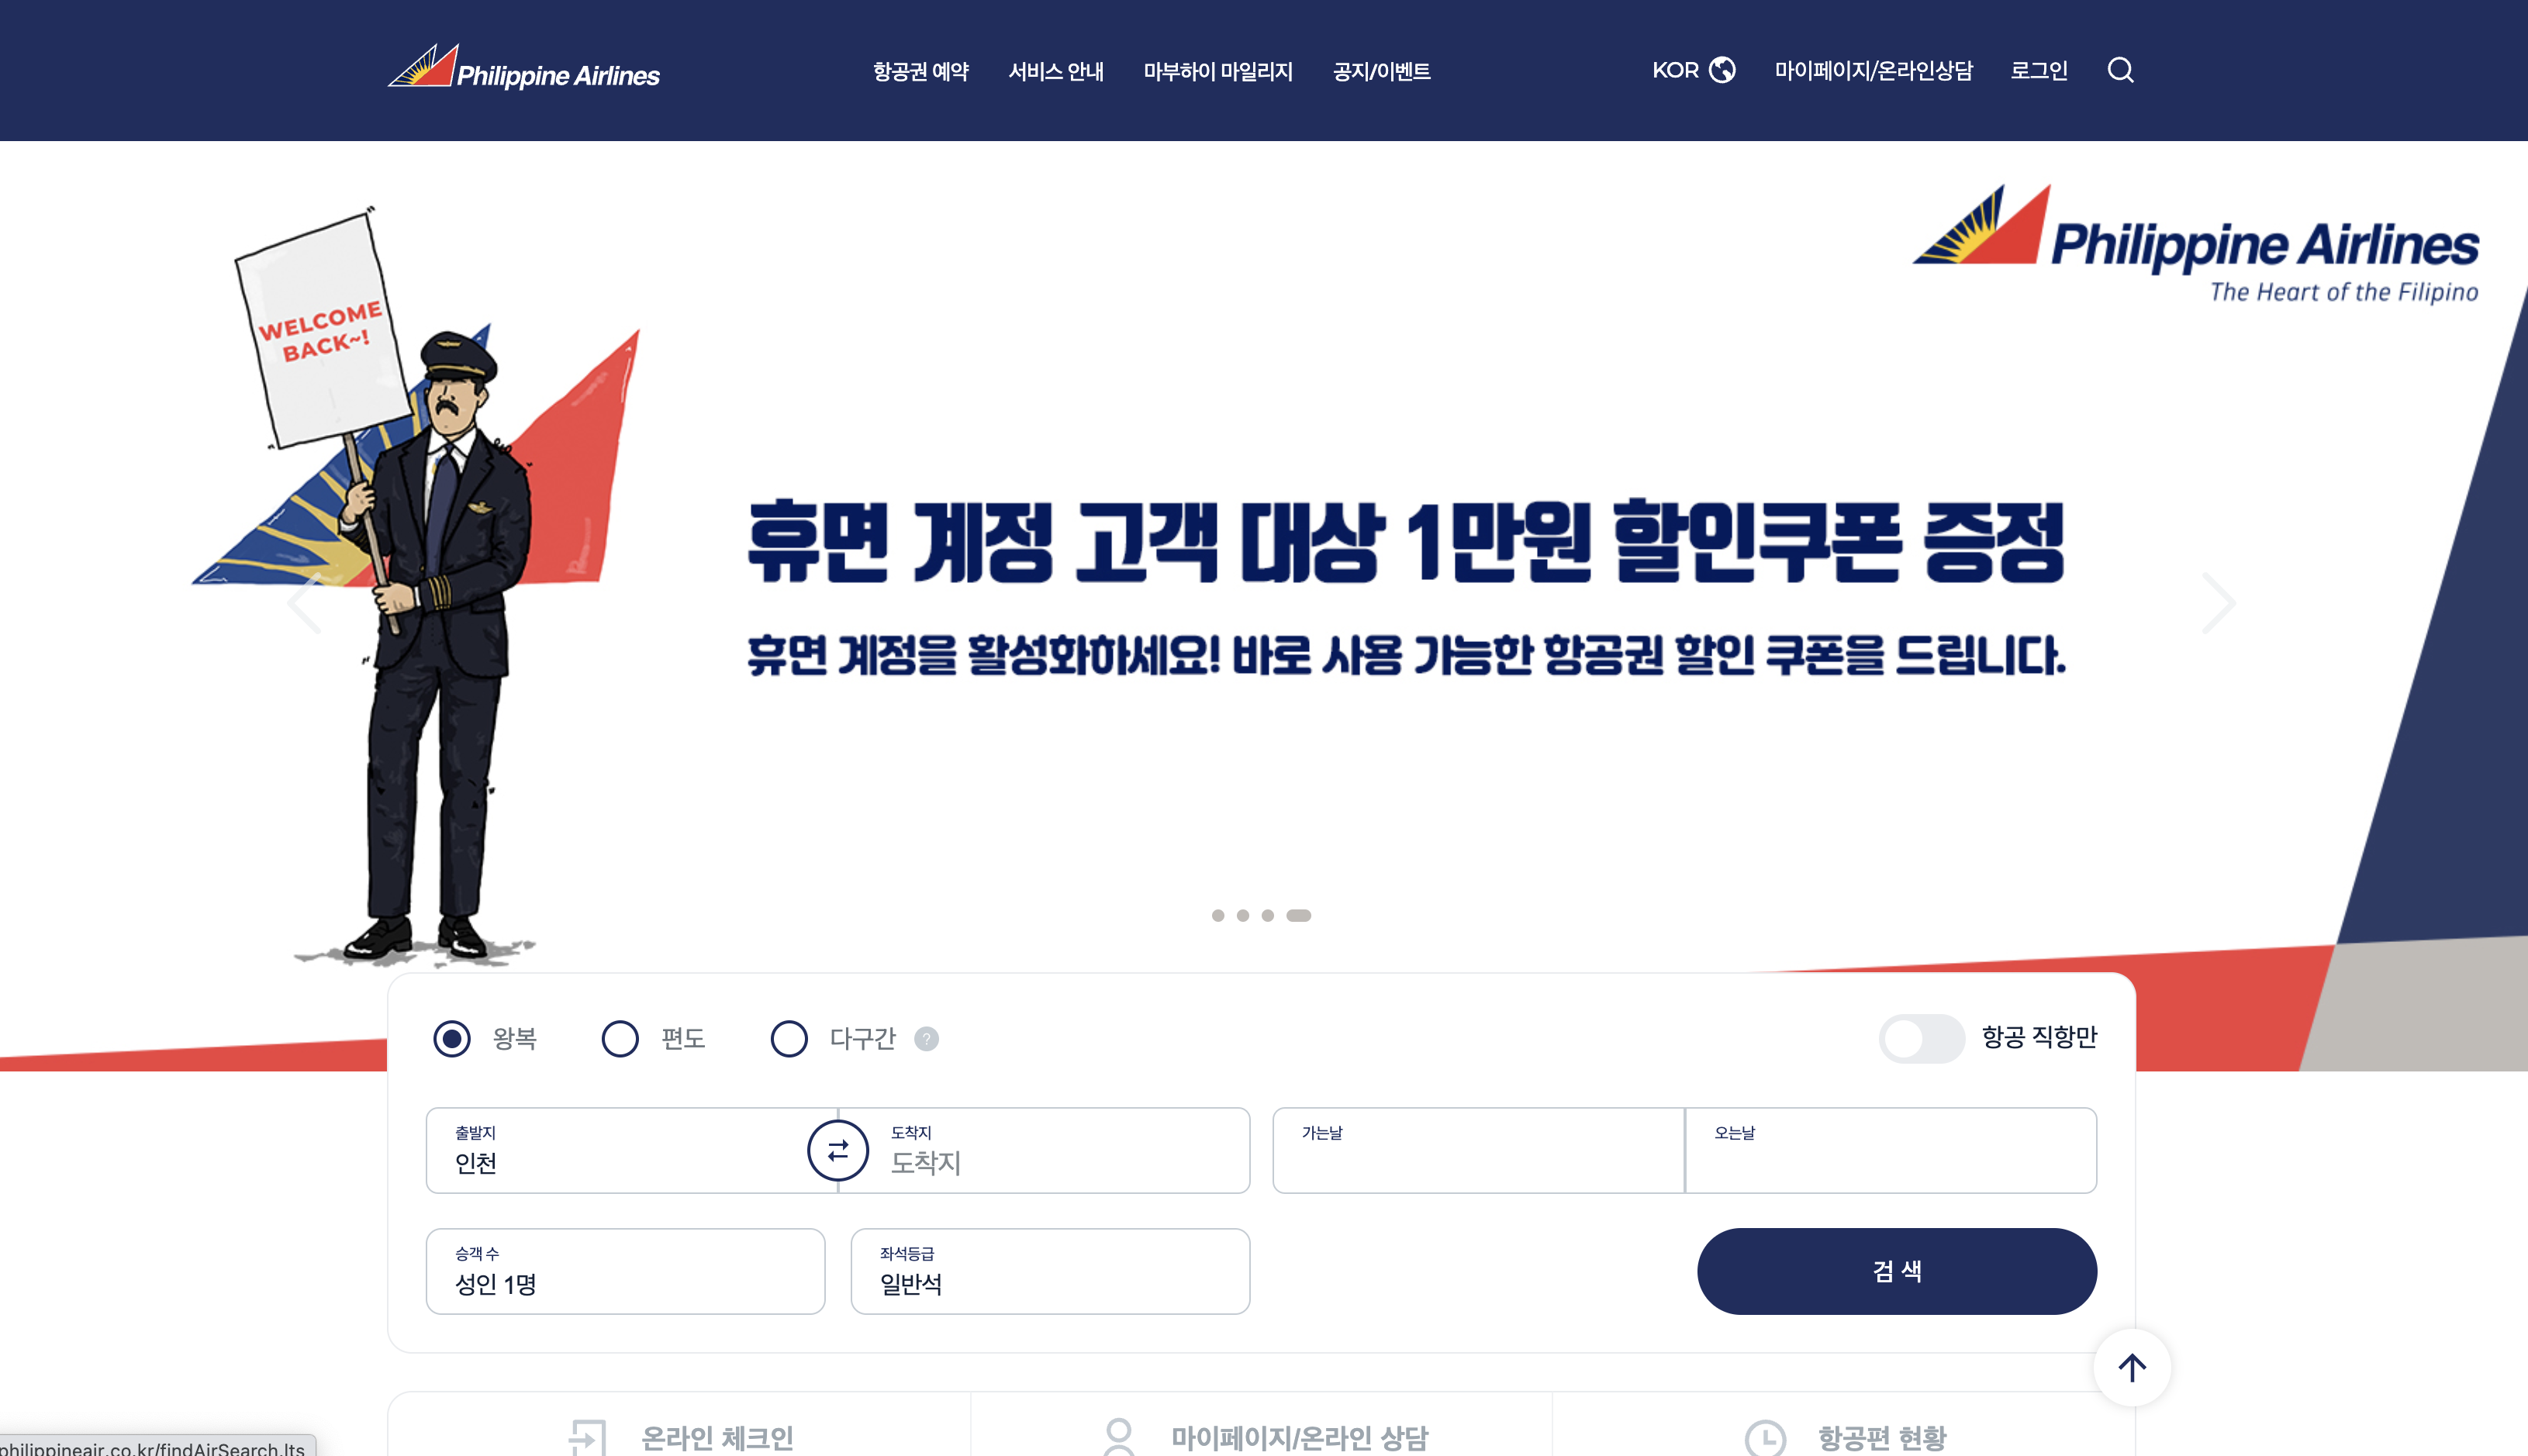 Philippine Airlines
항공권 예약
서비스 안내
마부하이 마일리지
공지/이벤트
KOR
마이페이지/온라인상담
로그인
Philippine Airlines
The Heart of the Filipino
WELCOME
BACK~!
휴면 계정 고객 대상 1만원 할인쿠폰 증정
휴면 계정을 활성화하세요! 바로 사용 가능한 항공권 할인 쿠폰을 드립니다.
왕복
편도
다구간
?
항공 직항만
출발지
인천
도착지
도착지
가는날
오는날
승객 수
성인 1명
좌석등급
일반석
검 색
온라인 체크인
마이페이지/온라인 상담
항공편 현황
philippineair.co.kr/findAirSearch.lts